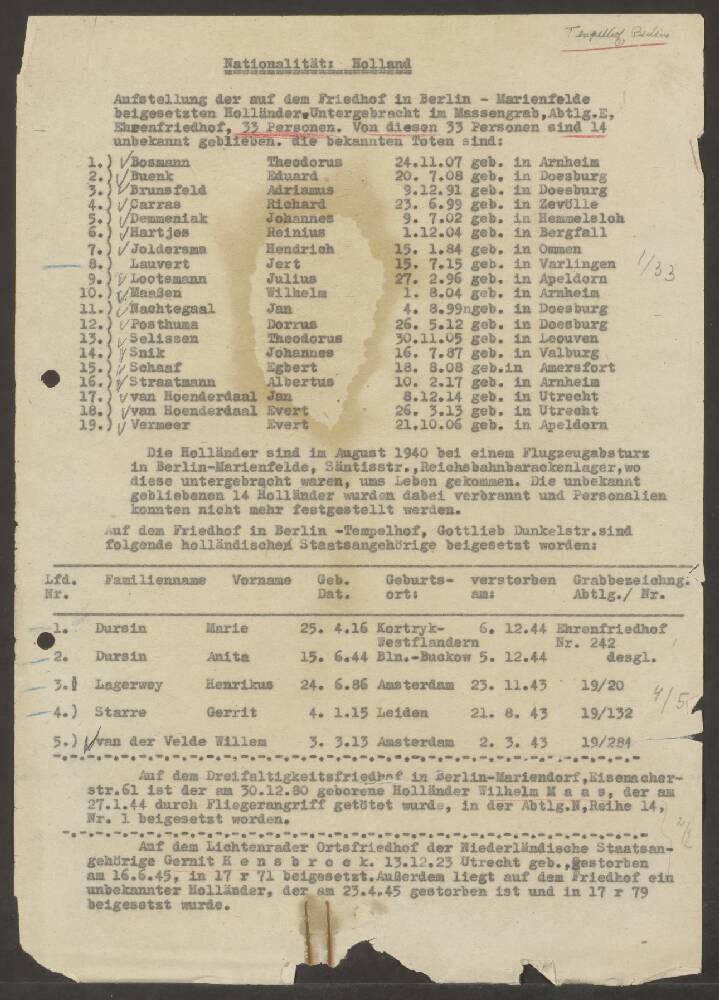 Tempelhof, Berlin
Nationalität: Holland
Aufstellung der auf dem Friedhof in Berlin - Marienfelde
beigesetzten Holländer.Untergebracht im Massengrab,Abtlg.E,
Ehrenfriedhof, 33 Personen. Von diesen 33 Personen sind 14
unbekannt geblieben. die bekannten Toten sind:
1.) Bosmann Theodorus 24.11.07 geb. in Arnheim
2.) Buenk Eduard 20. 7.08 geb. in Doesburg
3.) Brunsfeld Adrianus 9.12.91 geb. in Doesburg
4.) Carras Richard 23. 6.99 geb. in Zevölle
5.) Demmeniak Johannes 9. 7.02 geb. in Hemmelsloh
6.) Hartjes Reinius 1.12.04 geb. in Bergfall
7.) Joldersma Hendrich 15. 1.84 geb. in Ommen
8.) Lauvert Jert 15. 7.15 geb. in Varlingen
1/33
9.) Lootsmann Julius 27. 2.96 geb. in Apeldorn
10.) Maaßen Wilhelm 1. 8.04 geb. in Arnheim
11.) Nachtegaal Jan 4. 8.99ngeb. in Doesburg
12.) Posthuma Dorrus 26. 5.12 geb. in Doesburg
13.) Selissen Theodorus 30.11.05 geb. in Leouven
14.) Snik Johannes 16. 7.87 geb. in Valburg
15.) Schaaf Egbert 18. 8.08 geb.in Amersfort
16.) Straatmann Albertus 10. 2.17 geb. in Arnheim
17.) van Hoenderdaal Jan 8.12.14 geb. in Utrecht
18.) van Hoenderdaal Evert 26. 3.13 geb. in Utrecht
19.) Vermeer Evert 21.10.06 geb. in Apeldorn
Die Holländer sind im August 1940 bei einem Flugzeugabsturz
in Berlin-Marienfelde, Säntisstr.,Reichsbahnbarackenlager,wo
diese untergebracht waren, ums Leben gekommen. Die unbekannt
gebliebenen 14 Holländer wurden dabei verbrannt und Personalien
konnten nicht mehr festgestellt werden.
Auf dem Friedhof in Berlin -Tempelhof, Gottlieb Dunkelstr.sind
folgende holländischen Staatsangehörige beigesetzt worden:
Lfd. Familienname Vorname Geb. Geburts- verstorben Grabbezeichng.
Nr. Dat. ort: am: Abtlg./ Nr.
1. Dursin Marie 25. 4.16 Kortryk- 6. 12.44 Ehrenfriedhof
Westflandern Nr. 242
2. Dursin Anita 15. 6.44 Bln.-Buckow 5. 12.44 desgl.
3. Lagerwey Henrikus 24. 6.86 Amsterdam 23. 11.43 19/20
4/5
4.) Starre Gerrit 4. 1.15 Leiden 21. 8. 43 19/132
5.) van der Velde Willem 3. 3.13 Amsterdam 2. 3. 43 19/281
Auf dem Dreifaltigkeitsfriedhof in Berlin-Mariendorf,Eisenacher-
str.61 ist der am 30.12.80 geborene Holländer Wilhelm M a a s, der am
27.1.44 durch Fliegerangriff getötet wurde, in der Abtlg.N,Reihe 14,
Nr. 1 beigesetzt worden.
Auf dem Lichtenrader Ortsfriedhof der Niederländische Staatsan-
gehörige Gernit H e n s b r o e k. 13.12.23 Utrecht geb.,gestorben
am 16.6.45, in 17 r 71 beigesetzt.Außerdem liegt auf dem Friedhof ein
unbekannter Holländer, der am 23.4.45 gestorben ist und in 17 r 79
beigesetzt wurde.